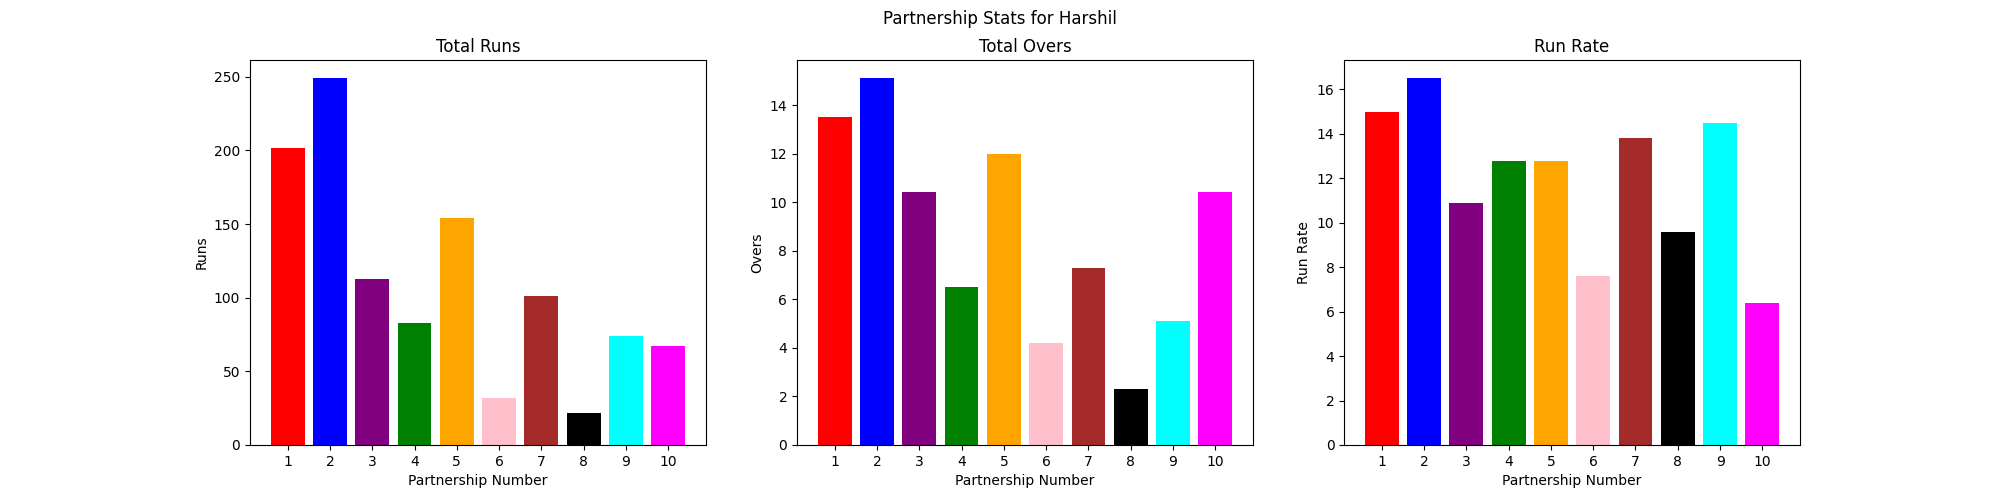 Partnership Stats for Harshil
Total Runs
250
200
150
100
50
0
Runs
1 2 3 4 5 6 7 8 9 10
Partnership Number
Total Overs
14
12
10
8
6
4
2
0
Overs
1 2 3 4 5 6 7 8 9 10
Partnership Number
Run Rate
16
14
12
10
8
6
4
2
0
Run Rate
1 2 3 4 5 6 7 8 9 10
Partnership Number